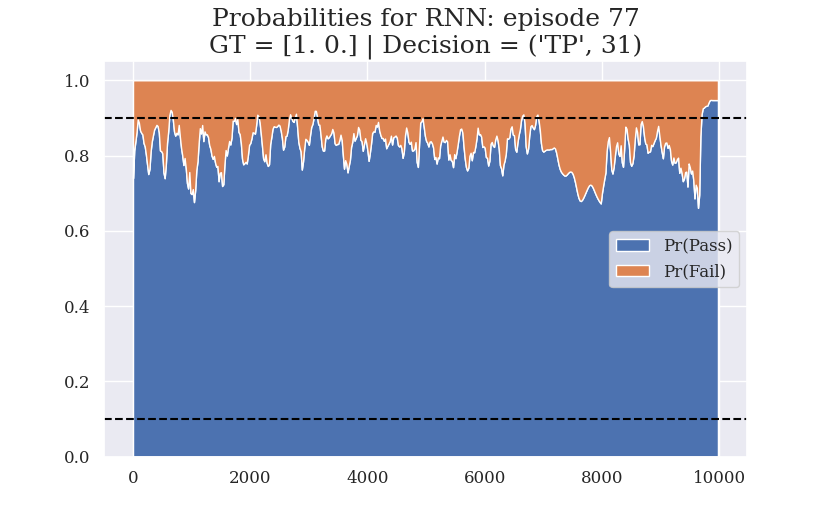 Probabilities for RNN: episode 77
GT = [1. 0.] | Decision = ('TP', 31)
1.0
0.8
0.6
0.4
0.2
0.0
Pr(Pass)
Pr(Fail)
0 2000 4000 6000 8000 10000